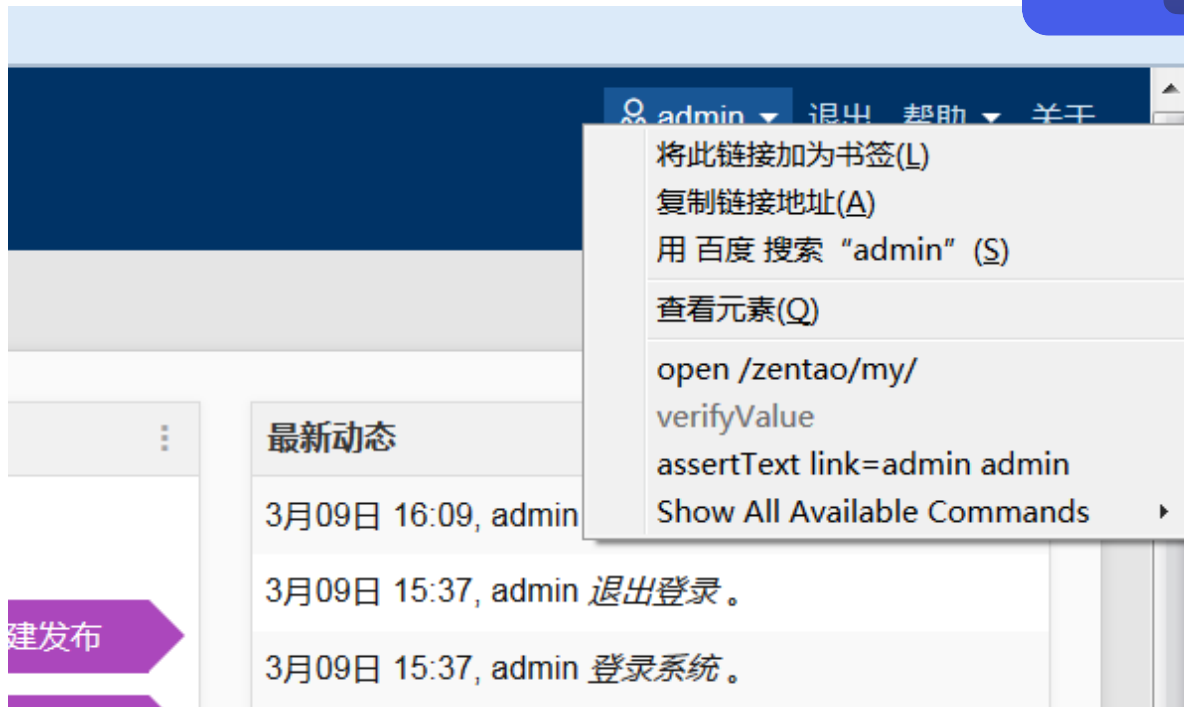 admin 退出 帮助 关于
将此链接加为书签(L)
复制链接地址(A)
用 百度 搜索“admin”(S)
查看元素(Q)
open /zentao/my/
verifyValue
assertText link=admin admin
Show All Available Commands
最新动态
3月09日 16:09, admin
3月09日 15:37, admin 退出登录 。
建发布
3月09日 15:37, admin 登录系统 。